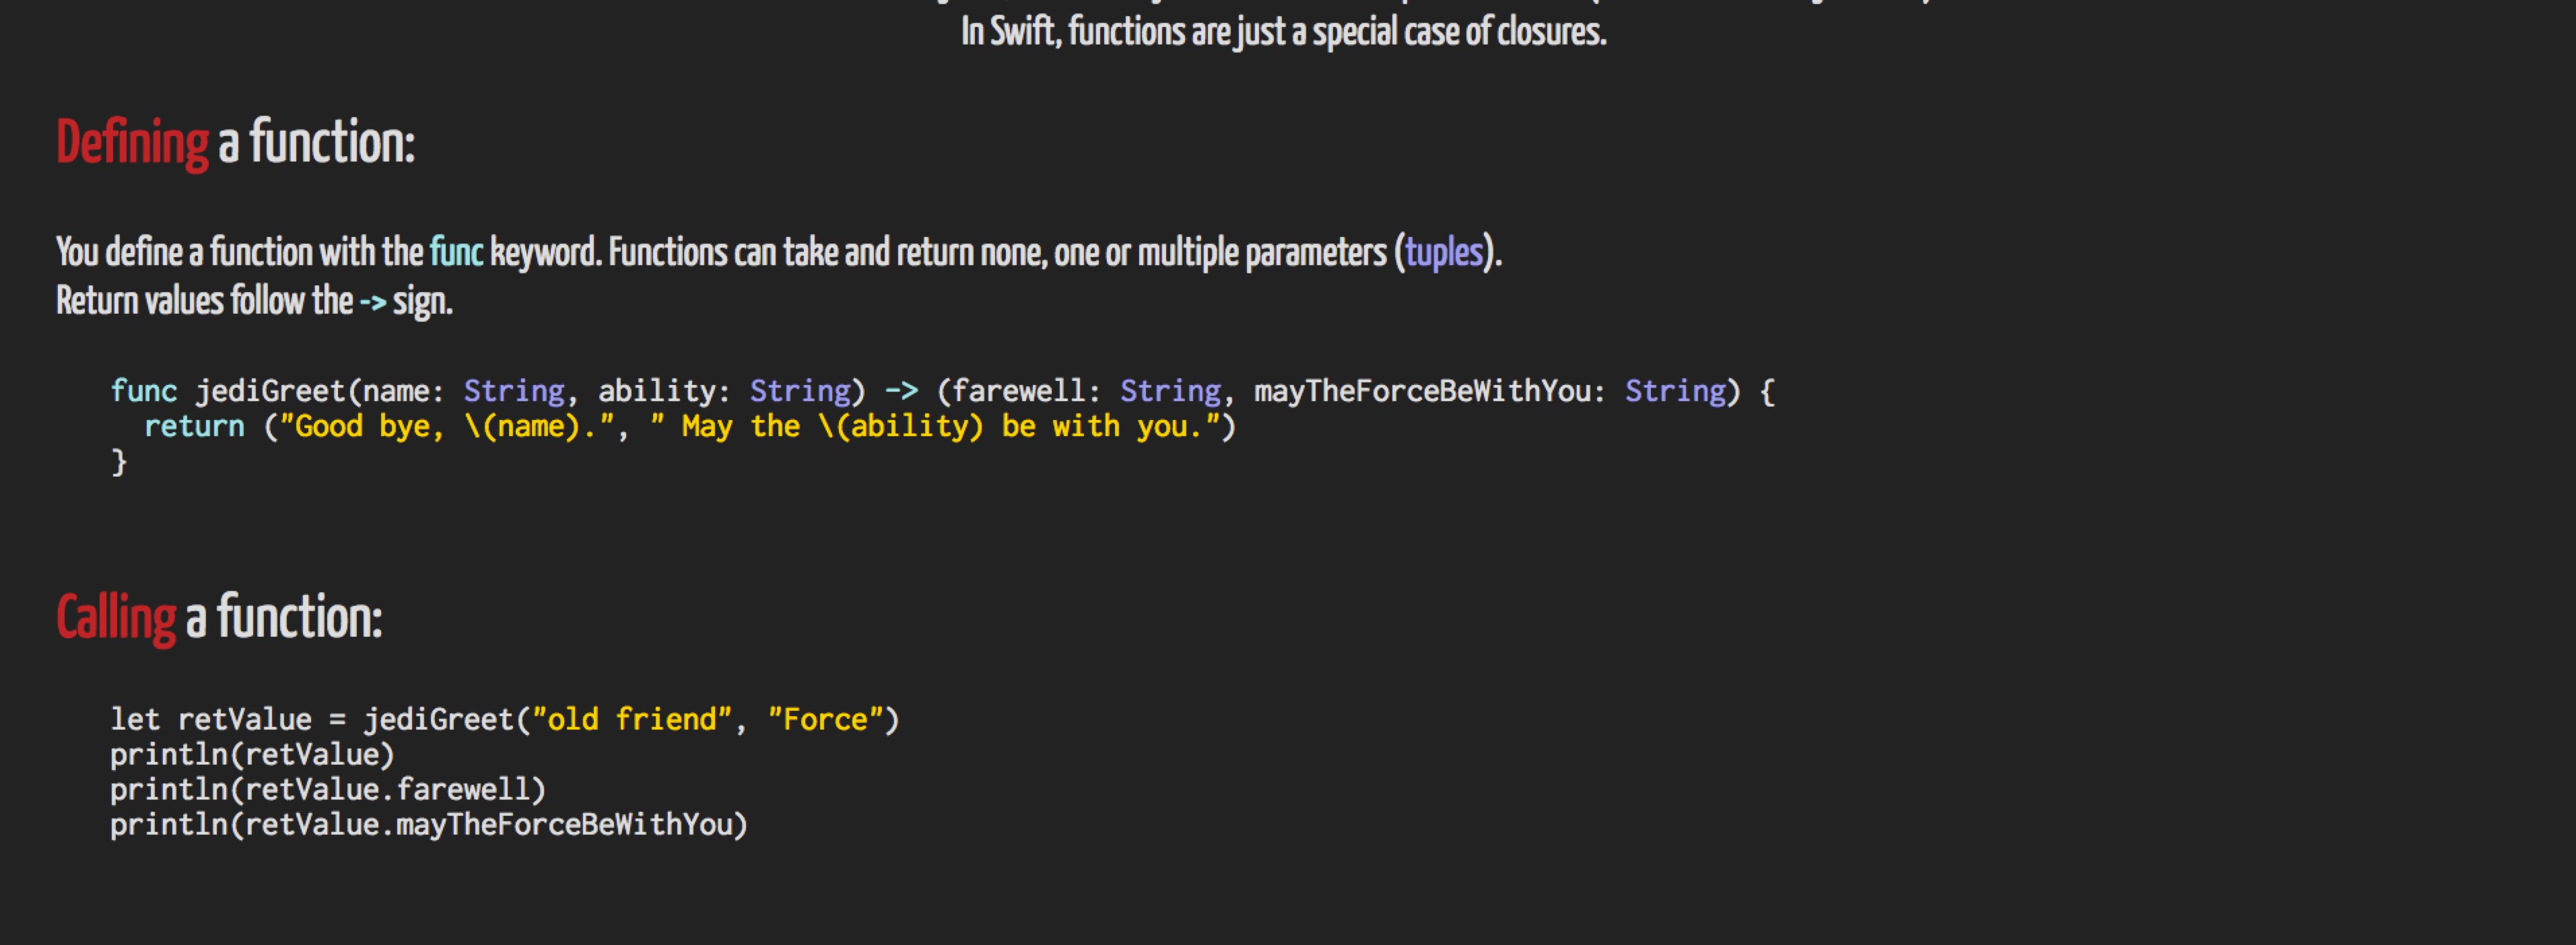 In Swift, functions are just a special case of closures.
Defining a function:
You define a function with the func keyword. Functions can take and return none, one or multiple parameters (tuples).
Return values follow the -> sign.
func jediGreet(name: String, ability: String) -> (farewell: String, mayTheForceBeWithYou: String) {
  return ("Good bye, \(name).", " May the \(ability) be with you.")
}
Calling a function:
let retValue = jediGreet("old friend", "Force")
println(retValue)
println(retValue.farewell)
println(retValue.mayTheForceBeWithYou)